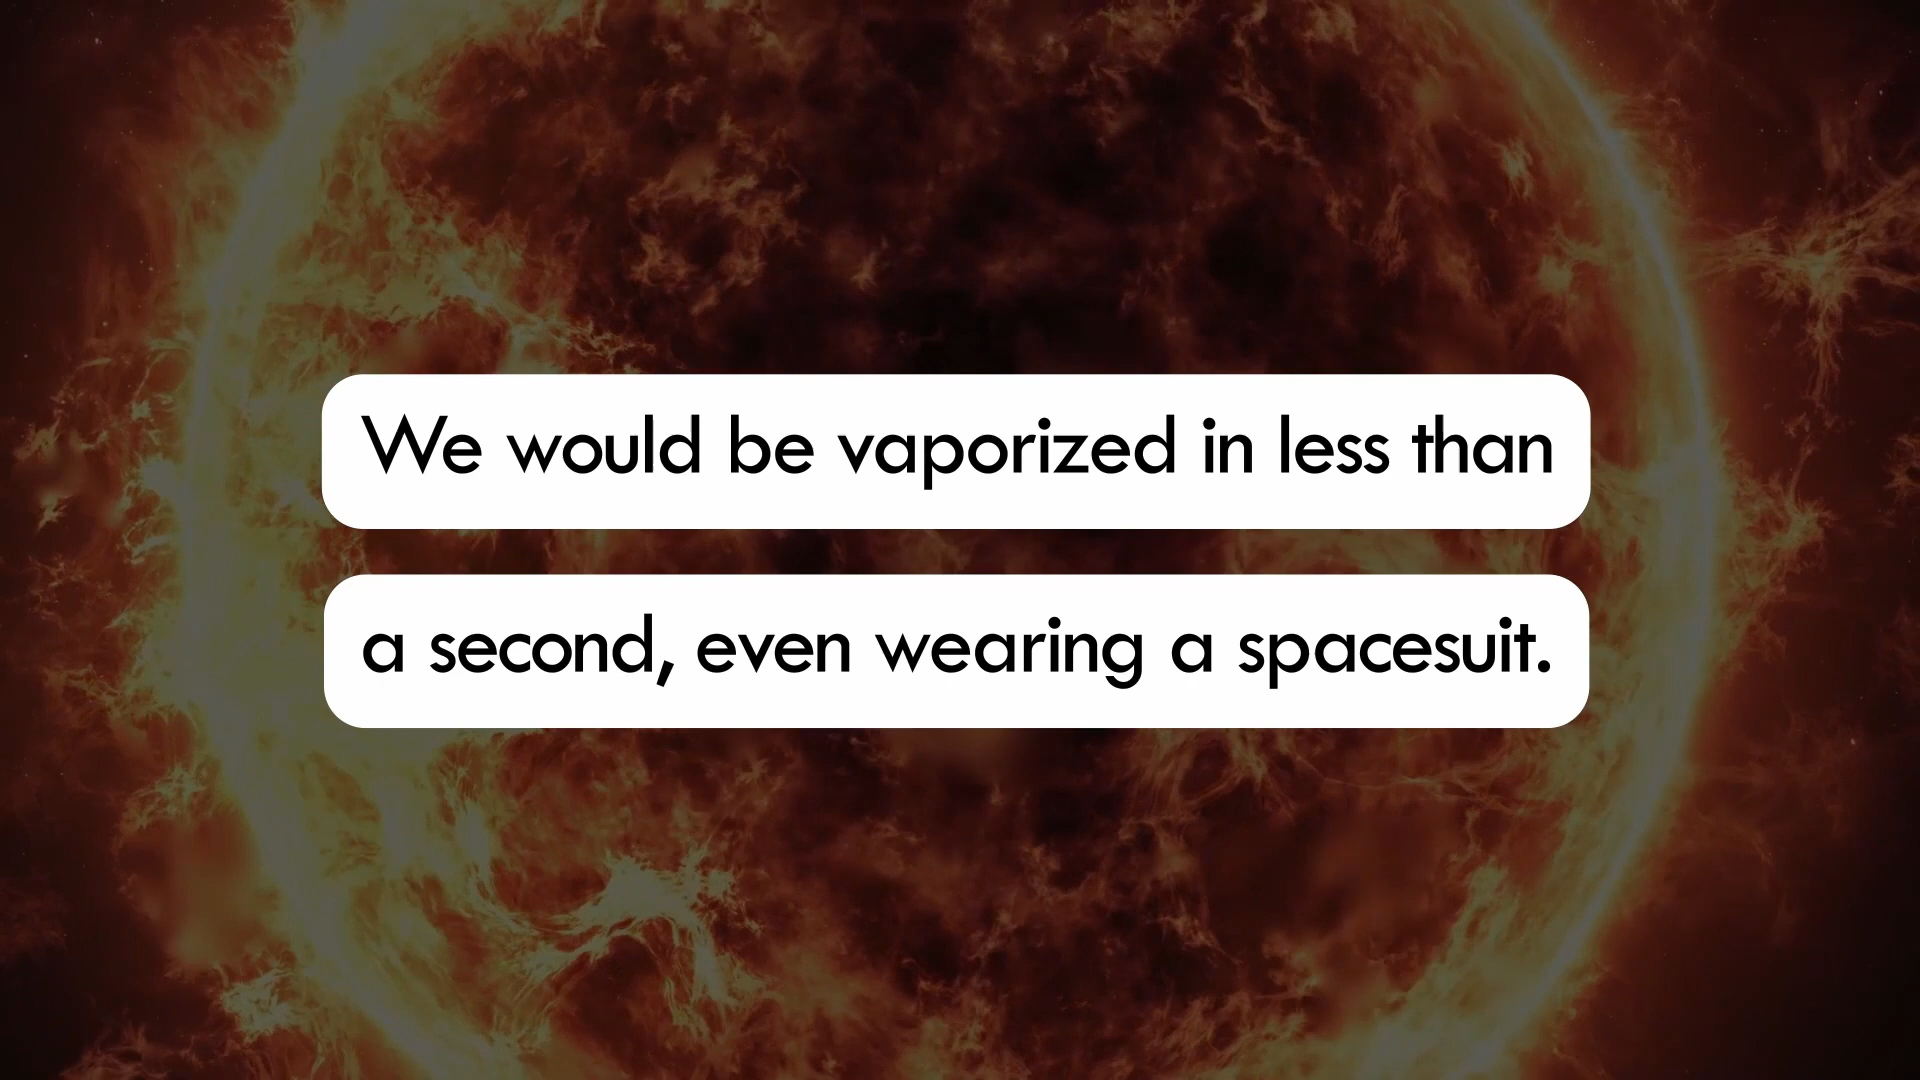 We would be vaporized in less than
a second, even wearing a spacesuit.